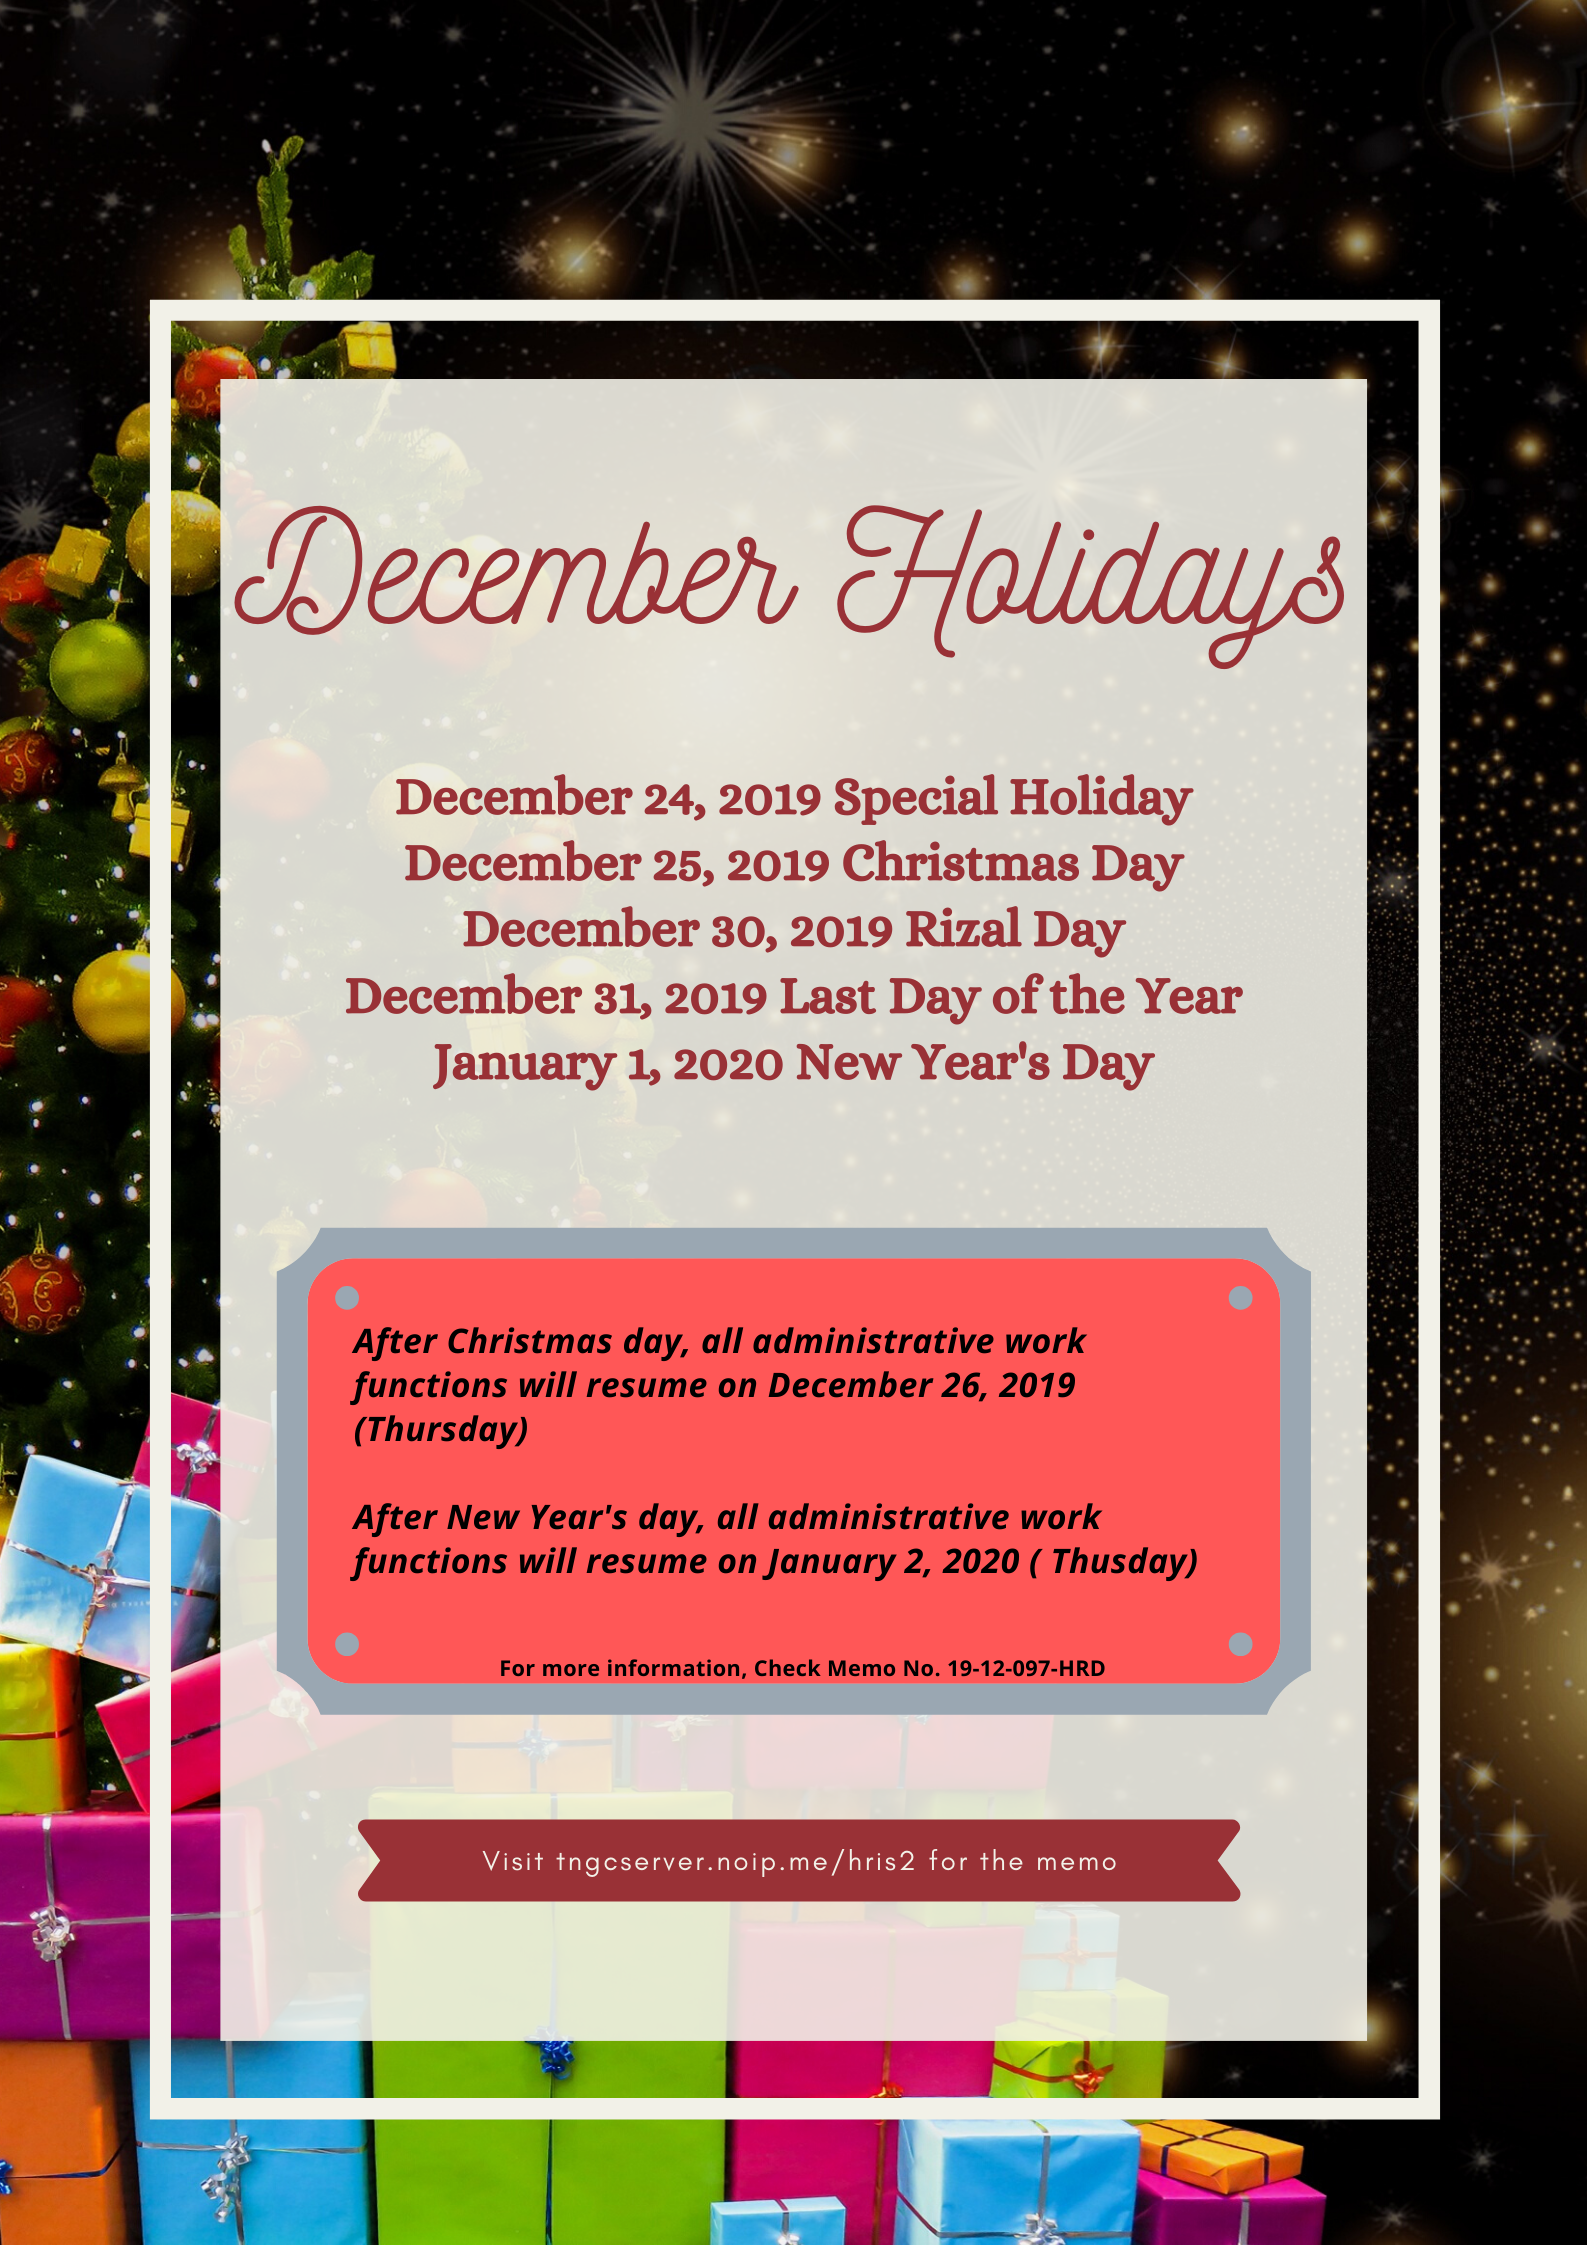 December Holidays
December 24, 2019 Special Holiday
December 25, 2019 Christmas Day
December 30, 2019 Rizal Day
December 31, 2019 Last Day of the Year
January 1, 2020 New Year's Day
After Christmas day, all administrative work
functions will resume on December 26, 2019
(Thursday)
After New Year's day, all administrative work
functions will resume on January 2, 2020 ( Thusday)
For more information, Check Memo No. 19-12-097-HRD
Visit tngcserver.noip.me/hris2 for the memo